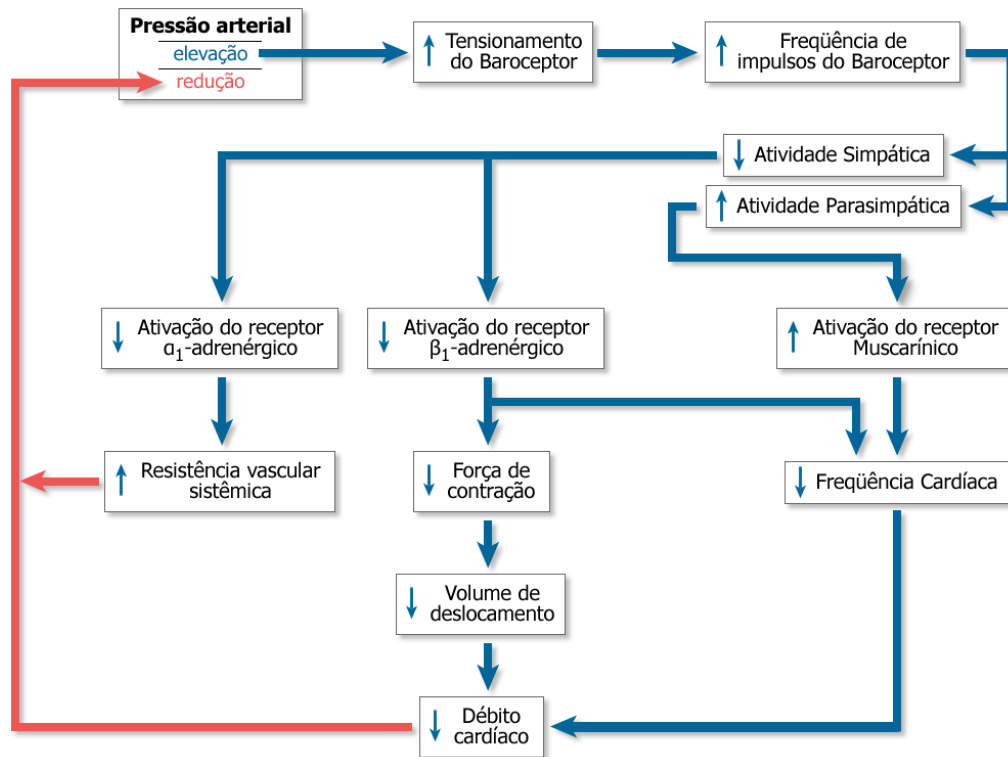 Pressão arterial
elevação
redução
↑ Tensionamento
do Baroceptor
↑ Freqüência de
impulsos do Baroceptor
↓ Atividade Simpática
↑ Atividade Parasimpática
↓ Ativação do receptor
α₁-adrenérgico
↓ Ativação do receptor
β₁-adrenérgico
↑ Ativação do receptor
Muscarínico
↑ Resistência vascular
sistêmica
↓ Força de
contração
↓ Freqüência Cardíaca
↓ Volume de
deslocamento
↓ Débito
cardíaco